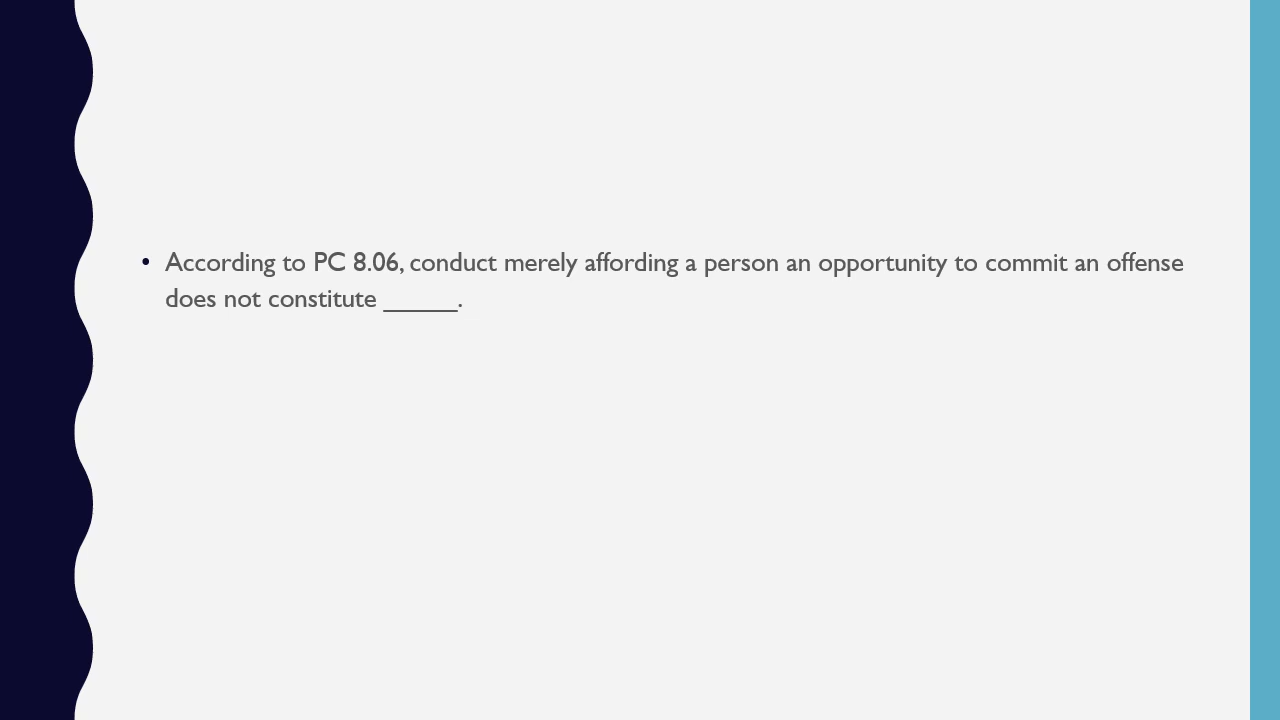 • According to PC 8.06, conduct merely affording a person an opportunity to commit an offense
does not constitute ______.